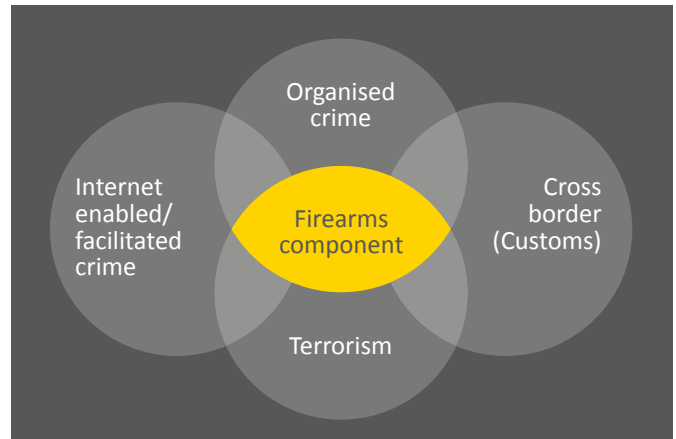 Organised
crime
Internet
enabled/
facilitated
crime
Firearms
component
Cross
border
(Customs)
Terrorism